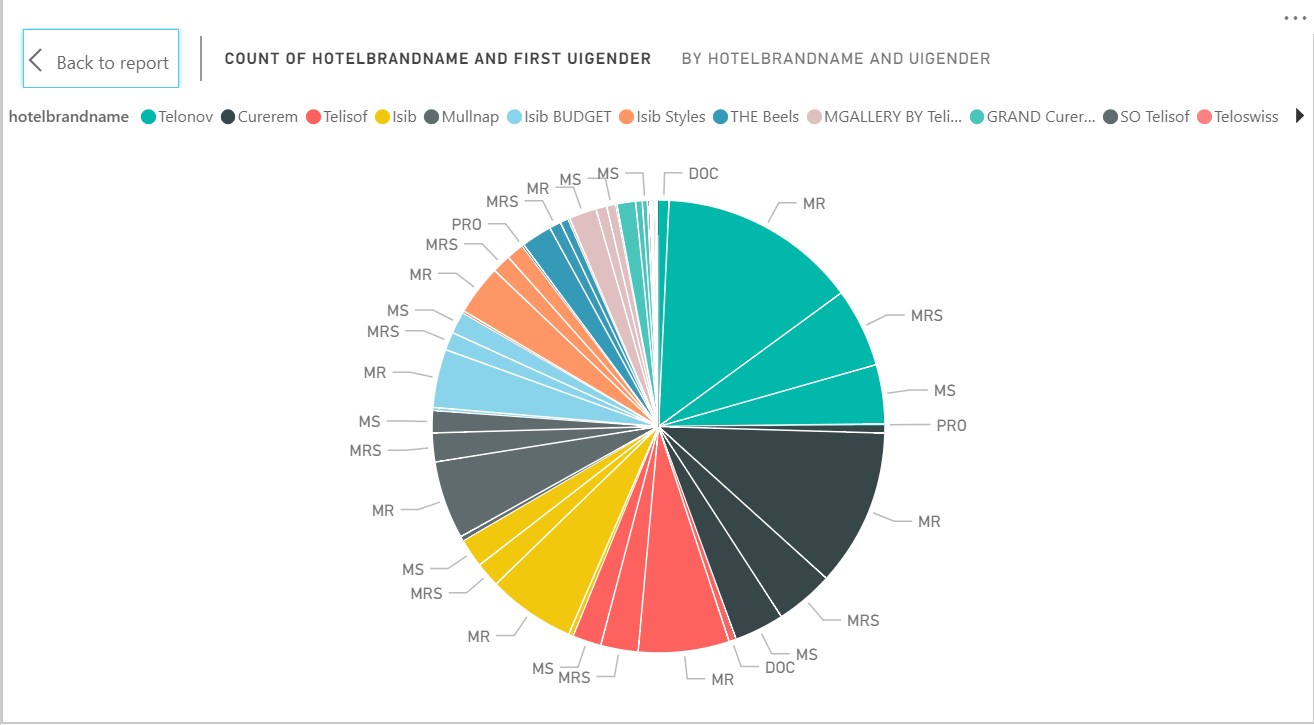 Back to report
COUNT OF HOTELBRANDNAME AND FIRST UIGENDER BY HOTELBRANDNAME AND UIGENDER
hotelbrandname Telonov Curerem Telisof Isib Mullnap Isib BUDGET Isib Styles THE Beels MGALLERY BY Teli... GRAND Curer... SO Telisof Teloswiss
DOC
MR
MRS
MS
PRO
MR
MRS
MS
DOC
MR
MRS
MS
MR
MRS
MS
MR
MRS
MS
MR
MRS
MS
MR
MRS
PRO
MRS
MR
MS
MS